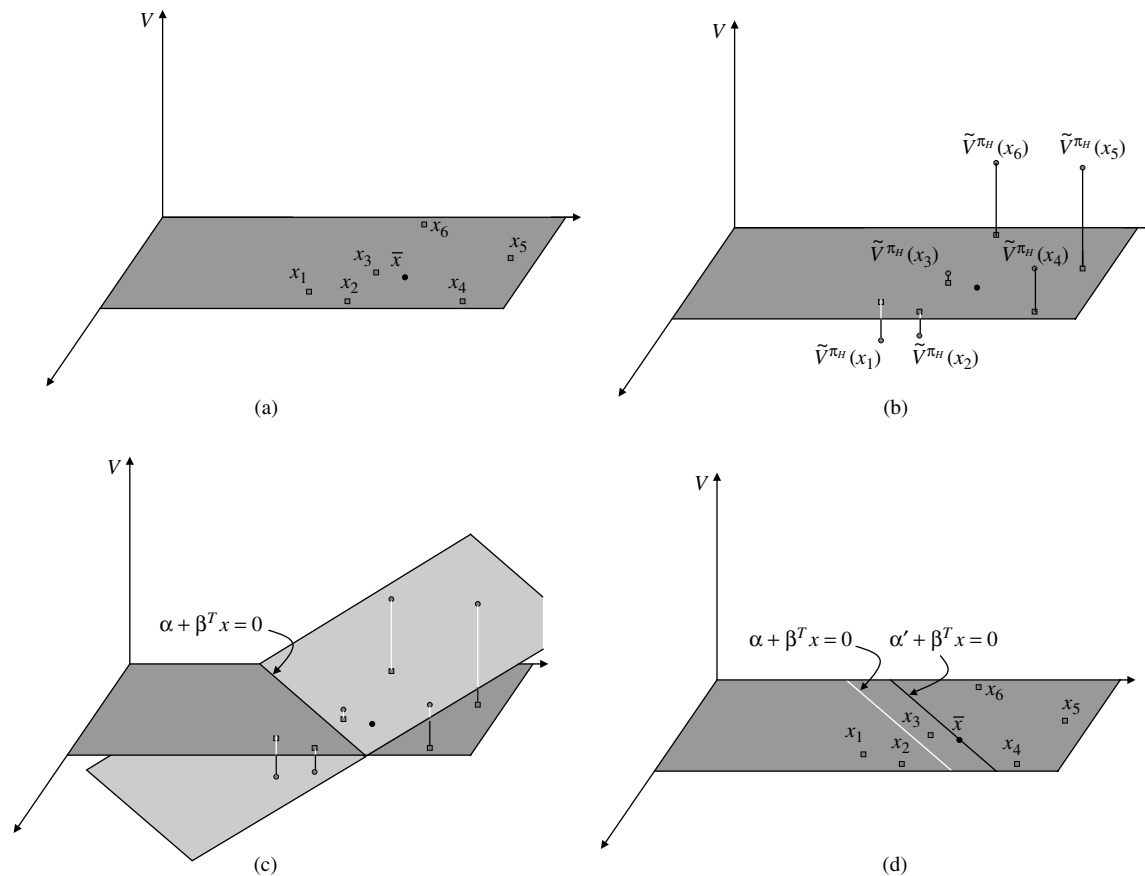 V
x₆
x₅
x₃
x̄
x₁
x₂
x₄
(a)
V
Ṽ^{π_H}(x₆)
Ṽ^{π_H}(x₅)
Ṽ^{π_H}(x₃)
Ṽ^{π_H}(x₄)
Ṽ^{π_H}(x₁)
Ṽ^{π_H}(x₂)
(b)
V
α + β^T x = 0
(c)
V
α + β^T x = 0
α′ + β^T x = 0
x₆
x₅
x₃
x̄
x₁
x₂
x₄
(d)